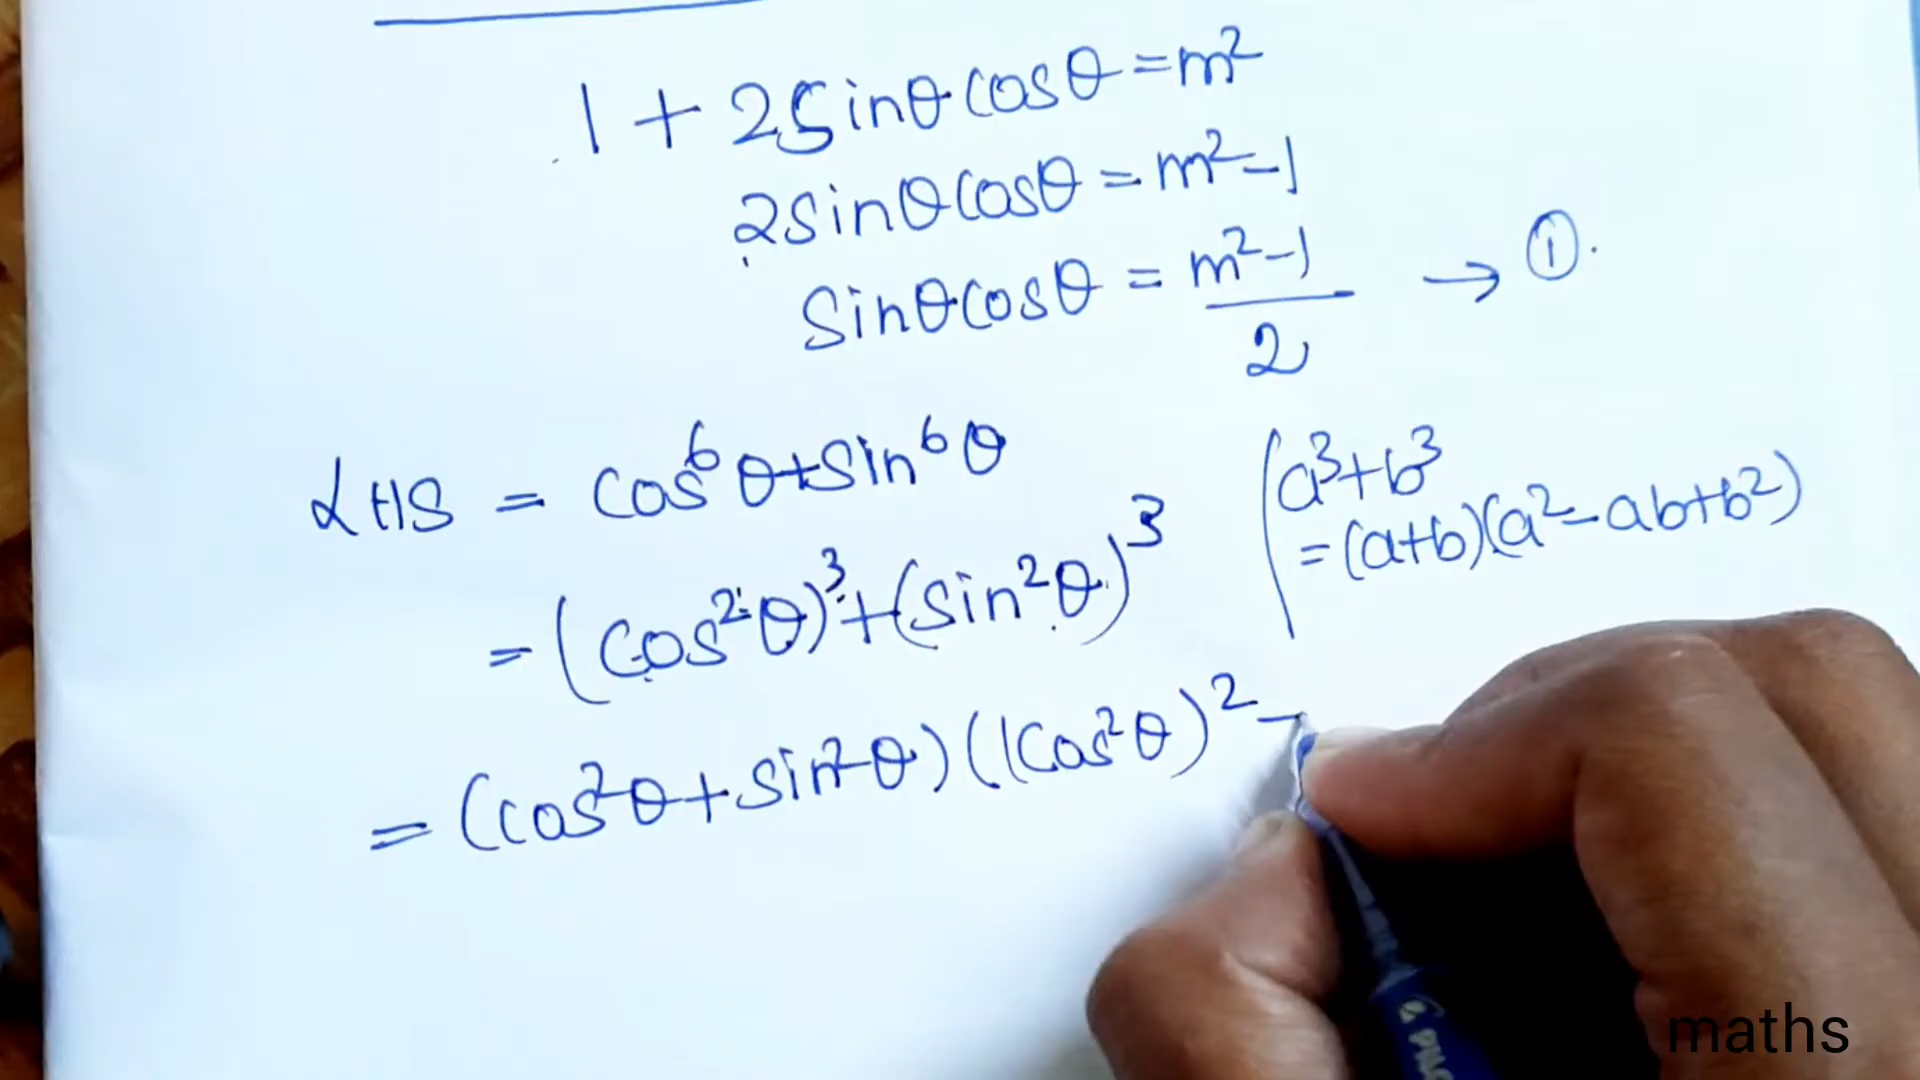 1 + 2Sinθ cosθ = m²
2sinθ cosθ = m² - 1
Sinθ cosθ = m² - 1 / 2 → ①.
LHS = cos⁶θ + sin⁶θ
= (cos²θ)³ + (sin²θ)³
= (cos²θ + sin²θ) ((cos²θ)² -
a³ + b³
= (a+b)(a² - ab + b²)
maths